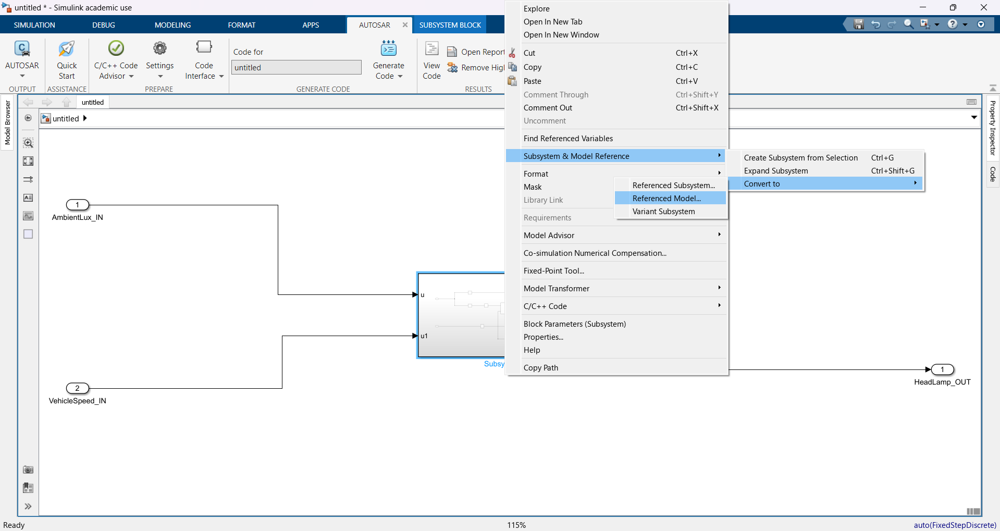 untitled * - Simulink academic use
SIMULATION DEBUG MODELING FORMAT APPS AUTOSAR SUBSYSTEM BLOCK
AUTOSAR
OUTPUT
Quick
Start
ASSISTANCE
C/C++ Code
Advisor
Settings
Code
Interface
PREPARE
Code for
untitled
Generate
Code
GENERATE CODE
View
Code
Open Report
Remove Hig
RESULTS
Model Browser
untitled
untitled
1
AmbientLux_IN
2
VehicleSpeed_IN
u
u1
Subsy
Explore
Open In New Tab
Open In New Window
Cut Ctrl+X
Copy Ctrl+C
Paste Ctrl+V
Comment Through Ctrl+Shift+Y
Comment Out Ctrl+Shift+X
Uncomment
Find Referenced Variables
Subsystem & Model Reference
Format
Mask
Library Link
Requirements
Model Advisor
Co-simulation Numerical Compensation...
Fixed-Point Tool...
Model Transformer
C/C++ Code
Block Parameters (Subsystem)
Properties...
Help
Copy Path
Create Subsystem from Selection Ctrl+G
Expand Subsystem Ctrl+Shift+G
Convert to
Referenced Subsystem...
Referenced Model...
Variant Subsystem
1
HeadLamp_OUT
Property Inspector
Code
Ready
115%
auto(FixedStepDiscrete)